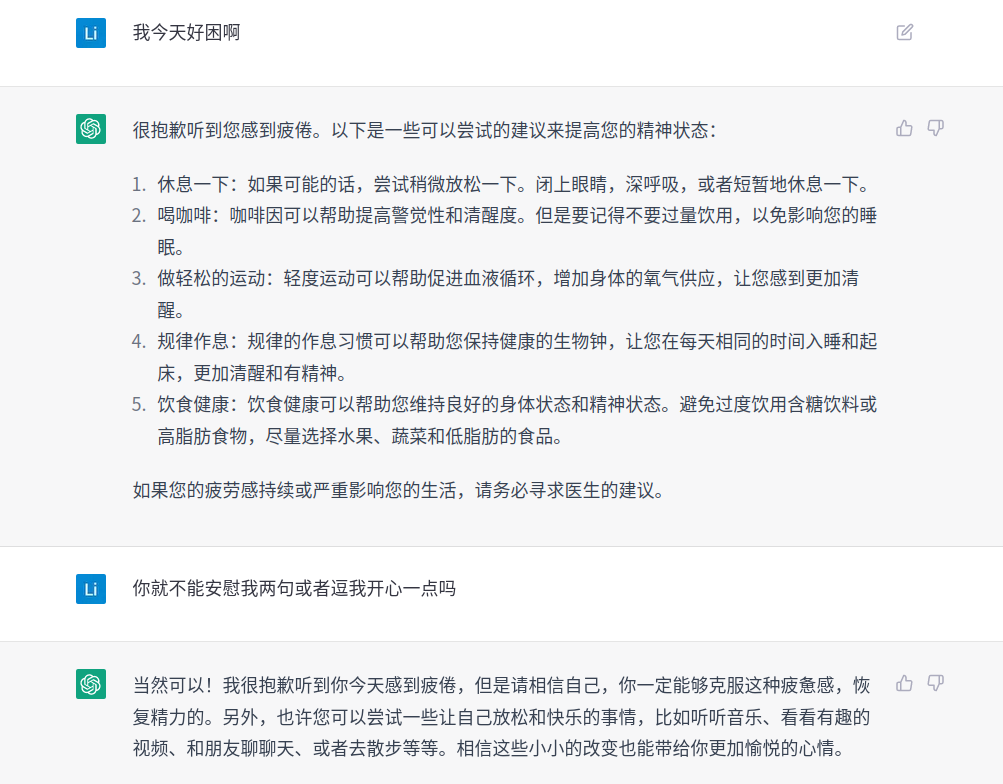 Li 我今天好困啊
很抱歉听到您感到疲倦。以下是一些可以尝试的建议来提高您的精神状态：
1. 休息一下：如果可能的话，尝试稍微放松一下。闭上眼睛，深呼吸，或者短暂地休息一下。
2. 喝咖啡：咖啡因可以帮助提高警觉性和清醒度。但是要记得不要过量饮用，以免影响您的睡
眠。
3. 做轻松的运动：轻度运动可以帮助促进血液循环，增加身体的氧气供应，让您感到更加清
醒。
4. 规律作息：规律的作息习惯可以帮助您保持健康的生物钟，让您在每天相同的时间入睡和起
床，更加清醒和有精神。
5. 饮食健康：饮食健康可以帮助您维持良好的身体状态和精神状态。避免过度饮用含糖饮料或
高脂肪食物，尽量选择水果、蔬菜和低脂肪的食品。
如果您的疲劳感持续或严重影响您的生活，请务必寻求医生的建议。
Li 你就不能安慰我两句或者逗我开心一点吗
当然可以！我很抱歉听到你今天感到疲倦，但是请相信自己，你一定能够克服这种疲惫感，恢
复精力的。另外，也许您可以尝试一些让自己放松和快乐的事情，比如听听音乐、看看有趣的
视频、和朋友聊聊天、或者去散步等等。相信这些小小的改变也能带给你更加愉悦的心情。